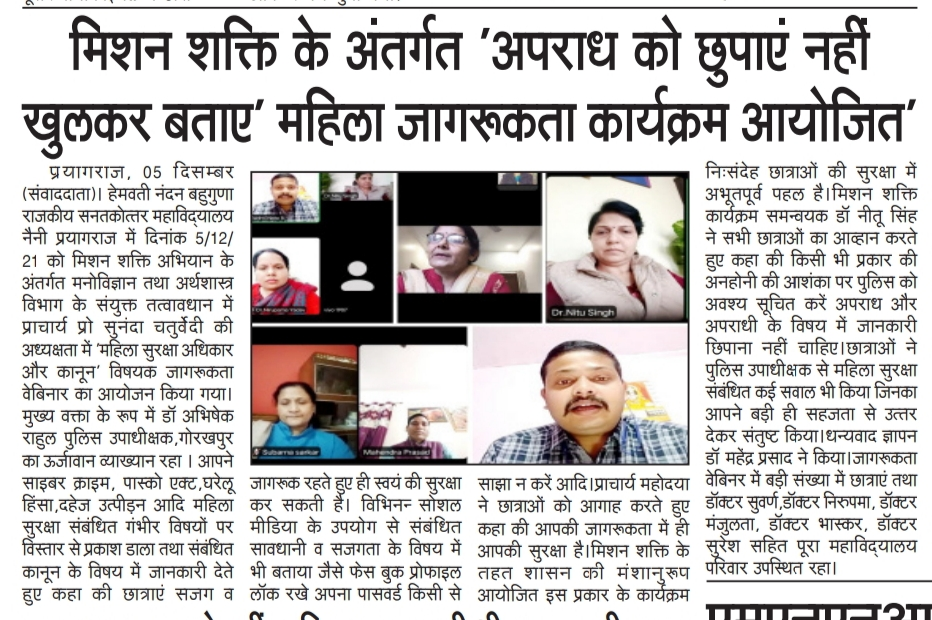 मिशन शक्ति के अंतर्गत 'अपराध को छुपाएं नहीं
खुलकर बताए' महिला जागरूकता कार्यक्रम आयोजित'
प्रयागराज, 05 दिसम्बर
(संवाददाता)। हेमवती नंदन बहुगुणा
राजकीय सनतकोत्तर महाविद्यालय
नैनी प्रयागराज में दिनांक 5/12/
21 को मिशन शक्ति अभियान के
अंतर्गत मनोविज्ञान तथा अर्थशास्त्र
विभाग के संयुक्त तत्वावधान में
प्राचार्य प्रो सुनंदा चतुर्वेदी की
अध्यक्षता में 'महिला सुरक्षा अधिकार
और कानून' विषयक जागरूकता
वेबिनार का आयोजन किया गया।
मुख्य वक्ता के रूप में डॉ अभिषेक
राहुल पुलिस उपाधीक्षक,गोरखपुर
का ऊर्जावान व्याख्यान रहा । आपने
साइबर क्राइम, पास्को एक्ट,घरेलू
हिंसा,दहेज उत्पीड़न आदि महिला
सुरक्षा संबंधित गंभीर विषयों पर
विस्तार से प्रकाश डाला तथा संबंधित
कानून के विषय में जानकारी देते
हुए कहा की छात्राएं सजग व
Dr.Nitu Singh
Subarna sarkar
Mahendra Prasad
जागरूक रहते हुए ही स्वयं की सुरक्षा
कर सकती है। विभिनन सोशल
मीडिया के उपयोग से संबंधित
सावधानी व सजगता के विषय में
भी बताया जैसे फेस बुक प्रोफाइल
लॉक रखे अपना पासवर्ड किसी से
साझा न करें आदि।प्राचार्य महोदया
ने छात्राओं को आगाह करते हुए
कहा की आपकी जागरूकता में ही
आपकी सुरक्षा है।मिशन शक्ति के
तहत शासन की मंशानुरूप
आयोजित इस प्रकार के कार्यक्रम
निःसंदेह छात्राओं की सुरक्षा में
अभूतपूर्व पहल है।मिशन शक्ति
कार्यक्रम समन्वयक डॉ नीतू सिंह
ने सभी छात्राओं का आव्हान करते
हुए कहा की किसी भी प्रकार की
अनहोनी की आशंका पर पुलिस को
अवश्य सूचित करें अपराध और
अपराधी के विषय में जानकारी
छिपाना नहीं चाहिए।छात्राओं ने
पुलिस उपाधीक्षक से महिला सुरक्षा
संबंधित कई सवाल भी किया जिनका
आपने बड़ी ही सहजता से उत्तर
देकर संतुष्ट किया।धन्यवाद ज्ञापन
डॉ महेंद्र प्रसाद ने किया।जागरूकता
वेबिनर में बड़ी संख्या में छात्राएं तथा
डॉक्टर सुवर्ण,डॉक्टर निरुपमा, डॉक्टर
मंजुलता, डॉक्टर भास्कर, डॉक्टर
सुरेश सहित पूरा महाविद्यालय
परिवार उपस्थित रहा।